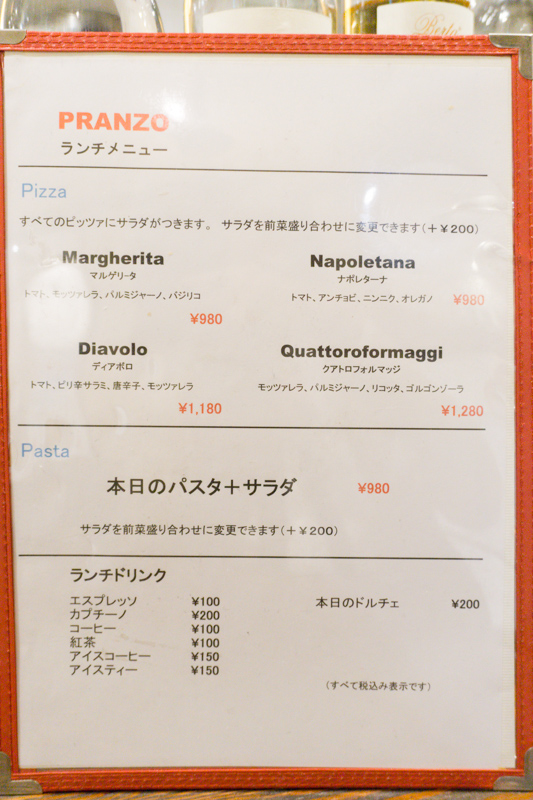 PRANZO
ランチメニュー
Pizza
すべてのピッツァにサラダがつきます。 サラダを前菜盛り合わせに変更できます(+¥200)
Margherita
マルゲリータ
トマト、モッツァレラ、パルミジャーノ、バジリコ
¥980
Napoletana
ナポレターナ
トマト、アンチョビ、ニンニク、オレガノ ¥980
Diavolo
ディアボロ
トマト、ピリ辛サラミ、唐辛子、モッツァレラ
¥1,180
Quattoroformaggi
クアトロフォルマッジ
モッツァレラ、パルミジャーノ、リコッタ、ゴルゴンゾーラ
¥1,280
Pasta
本日のパスタ+サラダ ¥980
サラダを前菜盛り合わせに変更できます(+¥200)
ランチドリンク
エスプレッソ ¥100
カプチーノ ¥200
コーヒー ¥100
紅茶 ¥100
アイスコーヒー ¥150
アイスティー ¥150
本日のドルチェ ¥200
(すべて税込み表示です)